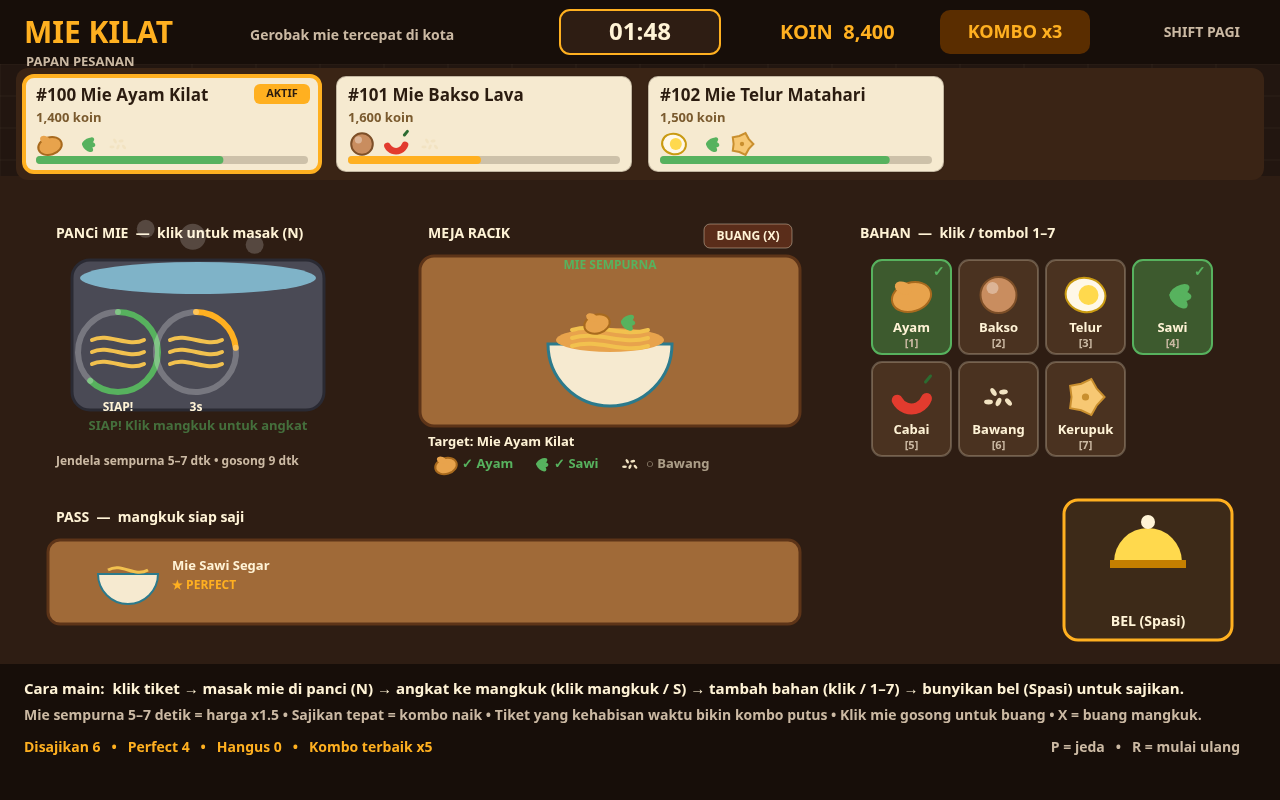 MIE KILAT
Gerobak mie tercepat di kota
01:48
KOIN 8,400
KOMBO x3
SHIFT PAGI
PAPAN PESANAN
#100 Mie Ayam Kilat
AKTIF
1,400 koin
#101 Mie Bakso Lava
1,600 koin
#102 Mie Telur Matahari
1,500 koin
PANCi MIE — klik untuk masak (N)
SIAP!
3s
SIAP! Klik mangkuk untuk angkat
Jendela sempurna 5–7 dtk • gosong 9 dtk
MEJA RACIK
BUANG (X)
MIE SEMPURNA
Target: Mie Ayam Kilat
✓ Ayam
✓ Sawi
○ Bawang
BAHAN — klik / tombol 1–7
✓
Ayam
[1]
Bakso
[2]
Telur
[3]
✓
Sawi
[4]
Cabai
[5]
Bawang
[6]
Kerupuk
[7]
PASS — mangkuk siap saji
Mie Sawi Segar
★ PERFECT
BEL (Spasi)
Cara main: klik tiket → masak mie di panci (N) → angkat ke mangkuk (klik mangkuk / S) → tambah bahan (klik / 1–7) → bunyikan bel (Spasi) untuk sajikan.
Mie sempurna 5–7 detik = harga x1.5 • Sajikan tepat = kombo naik • Tiket yang kehabisan waktu bikin kombo putus • Klik mie gosong untuk buang • X = buang mangkuk.
Disajikan 6 • Perfect 4 • Hangus 0 • Kombo terbaik x5
P = jeda • R = mulai ulang